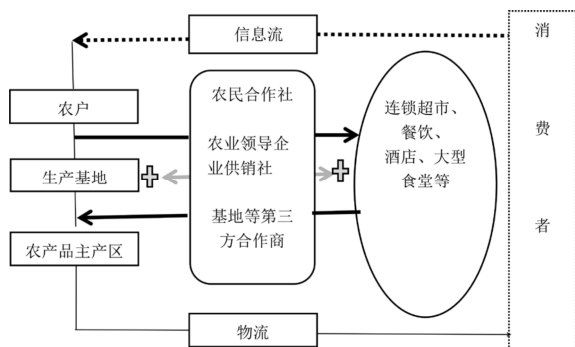 信息流
消
费
者
农户
生产基地
农产品主产区
农民合作社
农业领导企
业供销社
基地等第三
方合作商
连锁超市、
餐饮、
酒店、大型
食堂等
物流